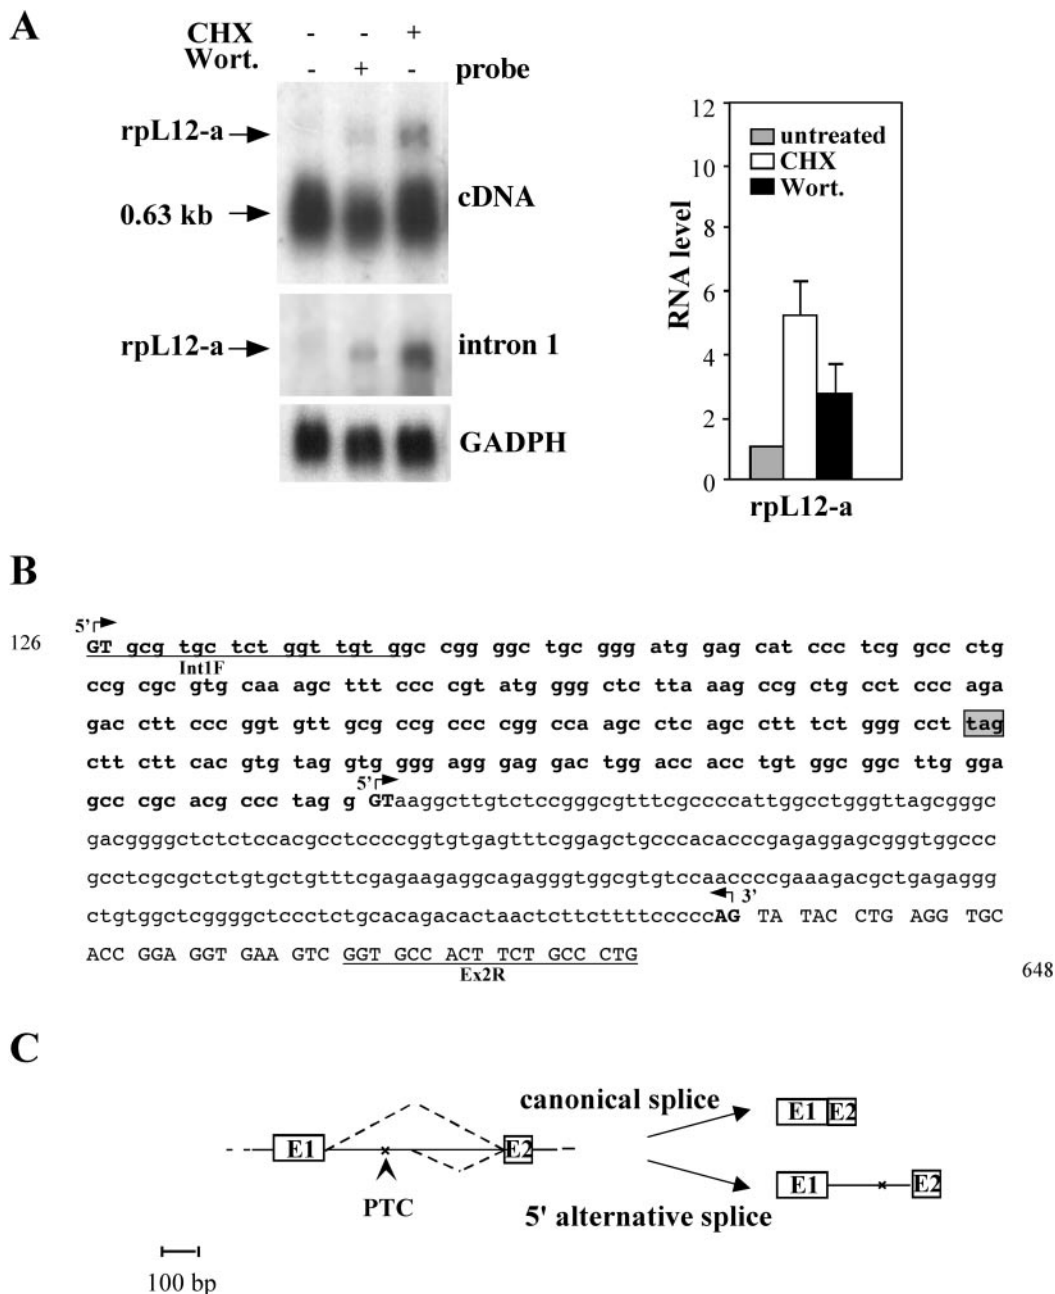 A
CHX - - +
Wort. - + - probe
rpL12-a
0.63 kb
cDNA
rpL12-a
intron 1
GADPH
12
10
8
6
4
2
0
RNA level
untreated
CHX
Wort.
rpL12-a
B
5'
126 GT gcg tgc tct ggt tgt ggc cgg ggc tgc ggg atg gag cat ccc tcg gcc ctg
Int1F
ccg cgc gtg caa agc ttt ccc cgt atg ggg ctc tta aag ccg ctg cct ccc aga
gac ctt ccc ggt gtt gcg ccg ccc cgg cca agc ctc agc ctt tct ggg cct tag
ctt ctt cac gtg tag gtg ggg agg gag gac tgg acc acc tgt ggc ggc ttg gga
5'
gcc cgc acg ccc tag g GTaaggcttgtctccgggcgtttcgccccattggcctgggttagcgggc
gacggggctctctccacgcctccccggtgtgagtttcggagctgcccacacccgagaggagcgggtggccc
gcctcgcgctctgtgctgtttcgagaagaggcagagggtggcgtgtccaaccccgaaagacgctgagaggg
3'
ctgtggctcggggctccctctgcacagacactaactcttcttttcccccAG TA TAC CTG AGG TGC
ACC GGA GGT GAA GTC GGT GCC ACT TCT GCC CTG
Ex2R
648
C
E1
E2
PTC
canonical splice
E1 E2
5' alternative splice
E1
E2
100 bp